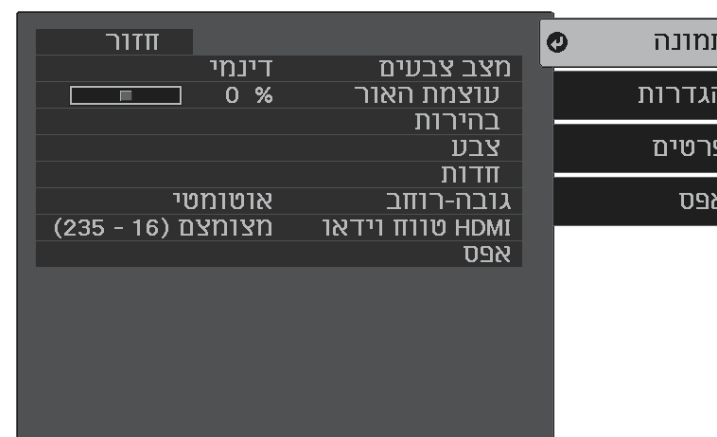 תמונה
הגדרות
פרטים
אפס
חזור
מצב צבעים דינמי
עוצמת האור 0 %
בהירות
צבע
חדות
גובה-רוחב אוטומטי
HDMI טווח וידאו מצומצם (16 - 235)
אפס